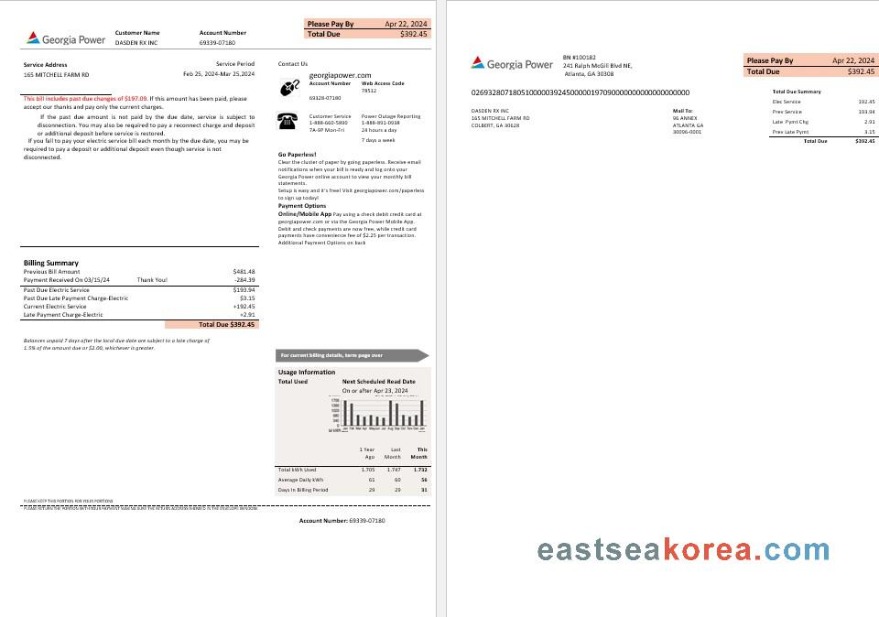 Georgia Power
Customer Name
DASDEN RX INC
Account Number
69339-07180
Please Pay By Apr 22, 2024
Total Due $392.45
Service Address
165 MITCHELL FARM RD
Service Period
Feb 25, 2024-Mar 25,2024
This bill includes past due changes of $197.09. If this amount has been paid, please
accept our thanks and pay only the current charges.
If the past due amount is not paid by the due date, service is subject to
disconnection. You may also be required to pay a reconnect charge and deposit
or additional deposit before service is restored.
If you fail to pay your electric service bill each month by the due date, you may be
required to pay a deposit or additional deposit even though service is not
disconnected.
Billing Summary
Previous Bill Amount $481.48
Payment Received On 03/15/24 Thank You! -284.39
Past Due Electric Service $193.94
Past Due Late Payment Charge-Electric $3.15
Current Electric Service +192.45
Late Payment Charge-Electric +2.91
Total Due $392.45
Balances unpaid 7 days after the local due date are subject to a late charge of
1.5% of the amount due or $2.00, whichever is greater.
Contact Us
georgiapower.com
Account Number Web Access Code
78512
69328-07180
Customer Service Power Outage Reporting
1-888-660-5890 1-888-891-0938
7A-9P Mon-Fri 24 hours a day
7 days a week
Go Paperless!
Clear the cluster of paper by going paperless. Receive email
notifications when your bill is ready and log onto your
Georgia Power online account to view your monthly bill
statements.
Setup is easy and it's free! Visit georgiapower.com/paperless
to sign up today!
Payment Options
Online/Mobile App Pay using a check debit credit card at
georgiapower.com or via the Georgia Power Mobile App.
Debit and check payments are now free, while credit card
payments have convenience fee of $2.25 per transaction.
Additional Payment Options on back
For current billing details, term page over
Usage Information
Total Used
Next Scheduled Read Date
On or after Apr 23, 2024
1 Year Ago Last Month This Month
Total kWh Used 1,705 1,747 1,732
Average Daily kWh 61 60 56
Days In Billing Period 29 29 31
Account Number: 69339-07180
Georgia Power
BN #100182
241 Ralph McGill Blvd NE,
Atlanta, GA 30308
Please Pay By Apr 22, 2024
Total Due $392.45
DASDEN RX INC
165 MITCHELL FARM RD
COLBERT, GA 30628
Mail To:
96 ANNEX
ATLANTA GA
30096-0001
Total Due Summary
Elec Service 192.45
Prev Service 193.94
Late Pymt Chg 2.91
Prev Late Pymt 3.15
Total Due $392.45
eastseakorea.com